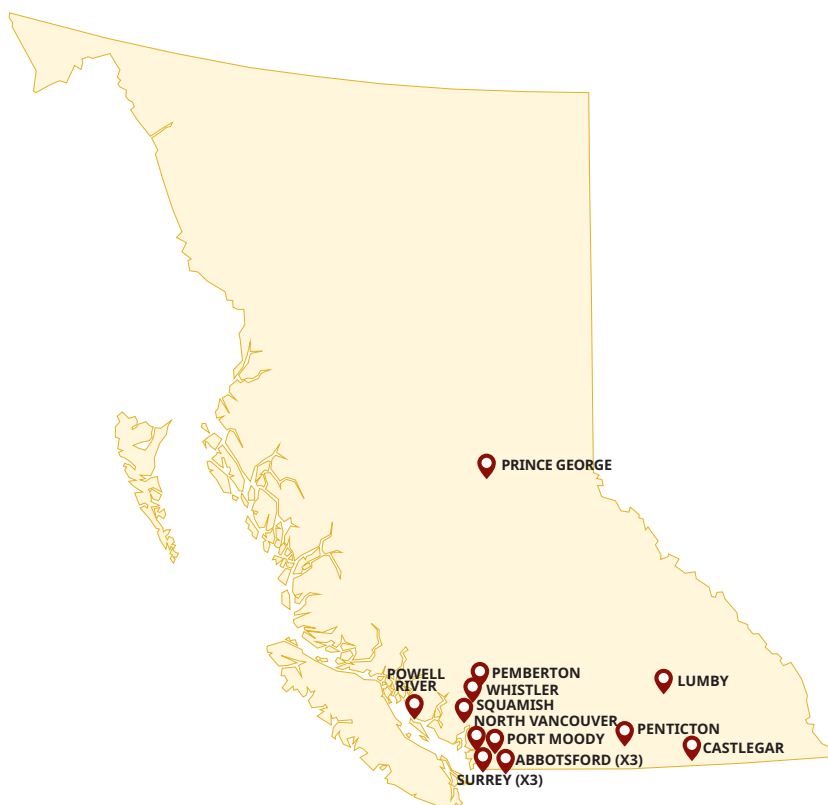 PRINCE GEORGE
POWELL
RIVER
PEMBERTON
WHISTLER
SQUAMISH
NORTH VANCOUVER
PORT MOODY
ABBOTSFORD (X3)
SURREY (X3)
LUMBY
PENTICTON
CASTLEGAR